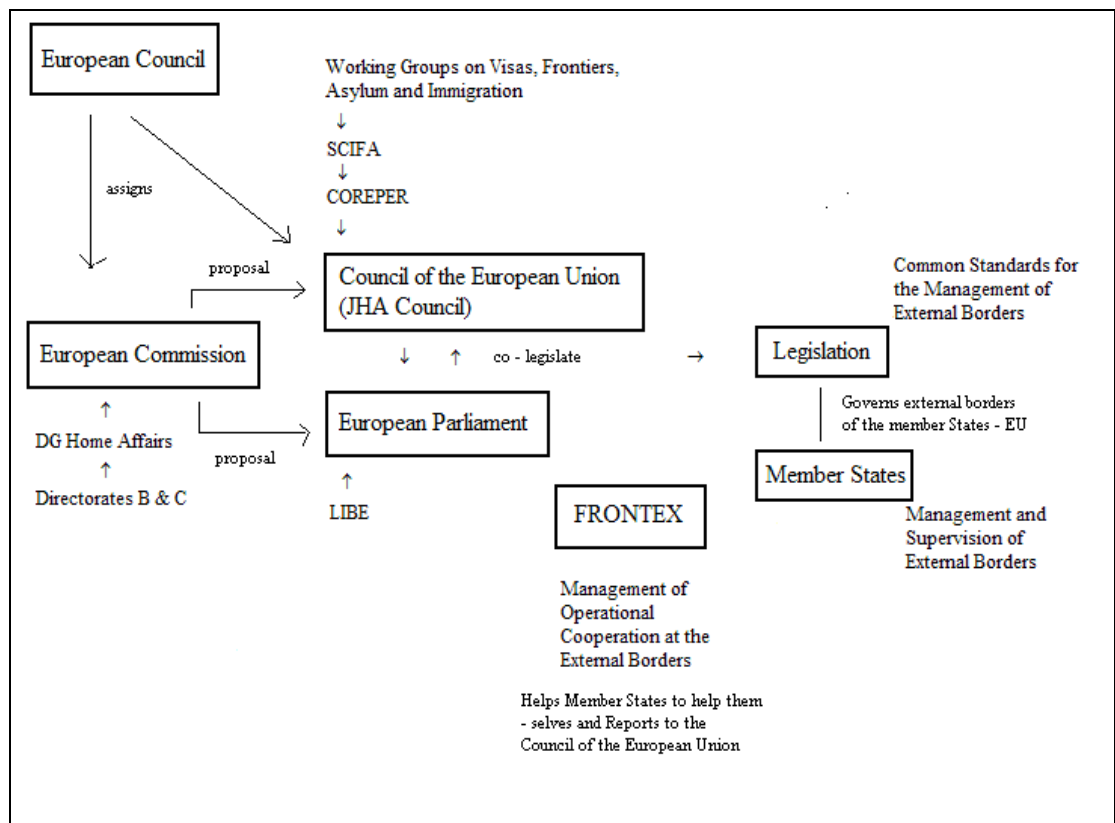 European Council
Working Groups on Visas, Frontiers,
Asylum and Immigration
↓
SCIFA
↓
COREPER
↓
assigns
proposal
Council of the European Union
(JHA Council)
Common Standards for
the Management of
External Borders
European Commission
↓ ↑ co - legislate →
Legislation
↑
DG Home Affairs
↑
Directorates B & C
proposal
European Parliament
↑
LIBE
Governs external borders
of the member States - EU
Member States
Management and
Supervision of
External Borders
FRONTEX
Management of
Operational
Cooperation at the
External Borders
Helps Member States to help them
- selves and Reports to the
Council of the European Union